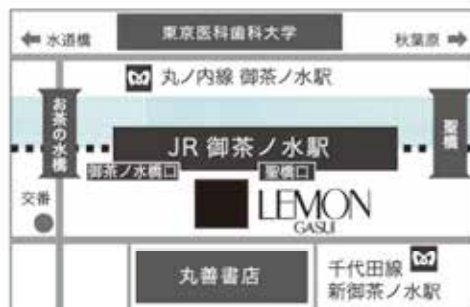 ← 水道橋
東京医科歯科大学
秋葉原 →
丸ノ内線 御茶ノ水駅
お茶の水橋
聖橋
JR 御茶ノ水駅
御茶ノ水橋口
聖橋口
交番
LEMON
GASUI
丸善書店
千代田線
新御茶ノ水駅